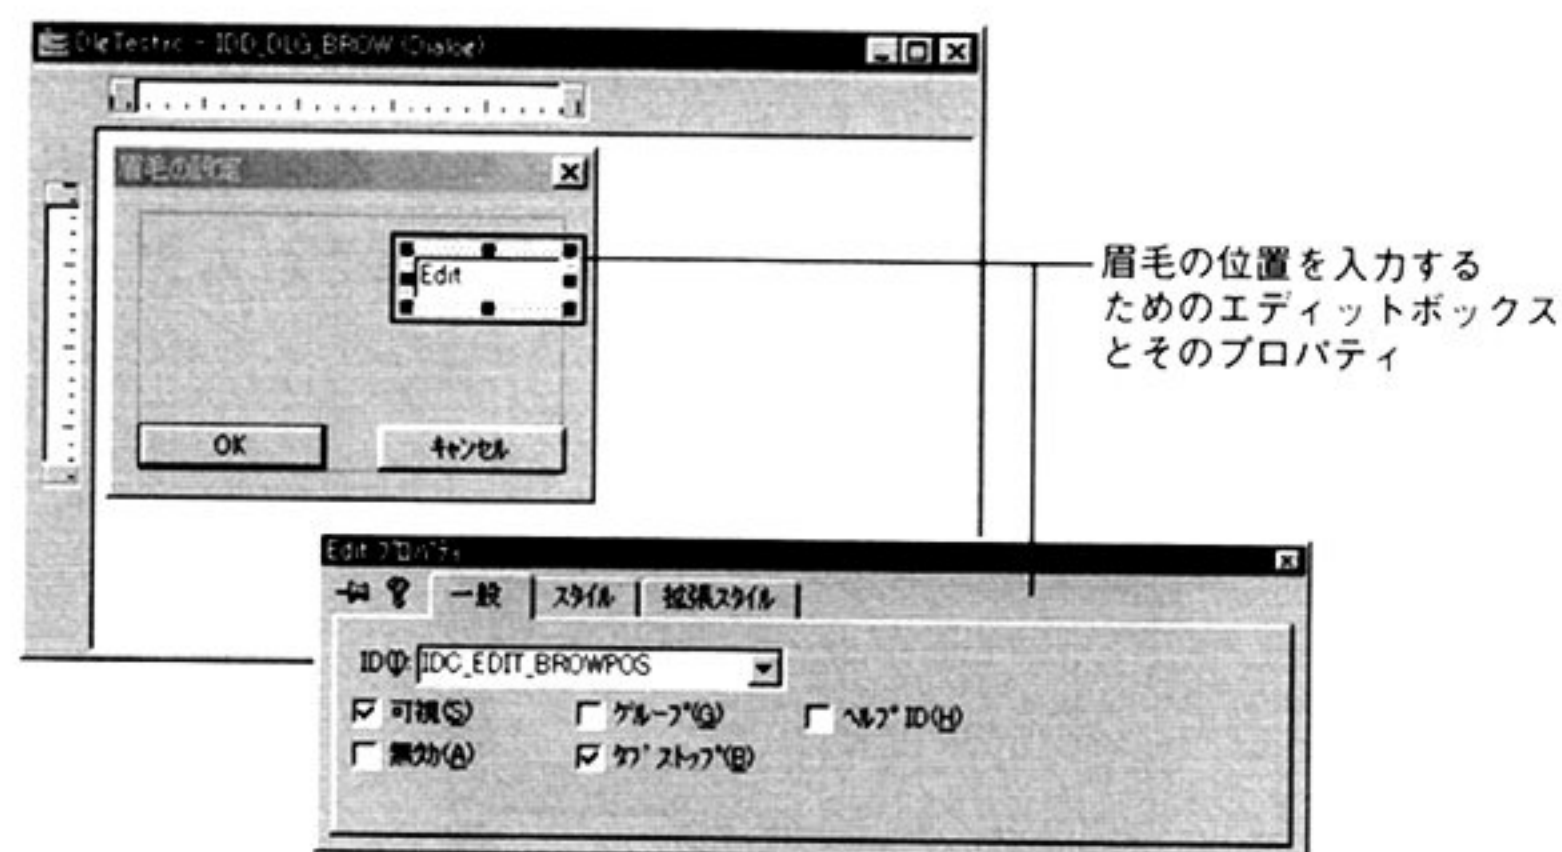 DlgTest.rc - IDD_DLG_BROW (Dialog)
眉毛の設定
Edit
OK
キャンセル
眉毛の位置を入力する
ためのエディットボックス
とそのプロパティ
Edit プロパティ
一般
スタイル
拡張スタイル
ID(I): IDC_EDIT_BROWPOS
可視(S)
グループ(G)
ヘルプ ID(H)
無効(A)
タブ ストップ(B)